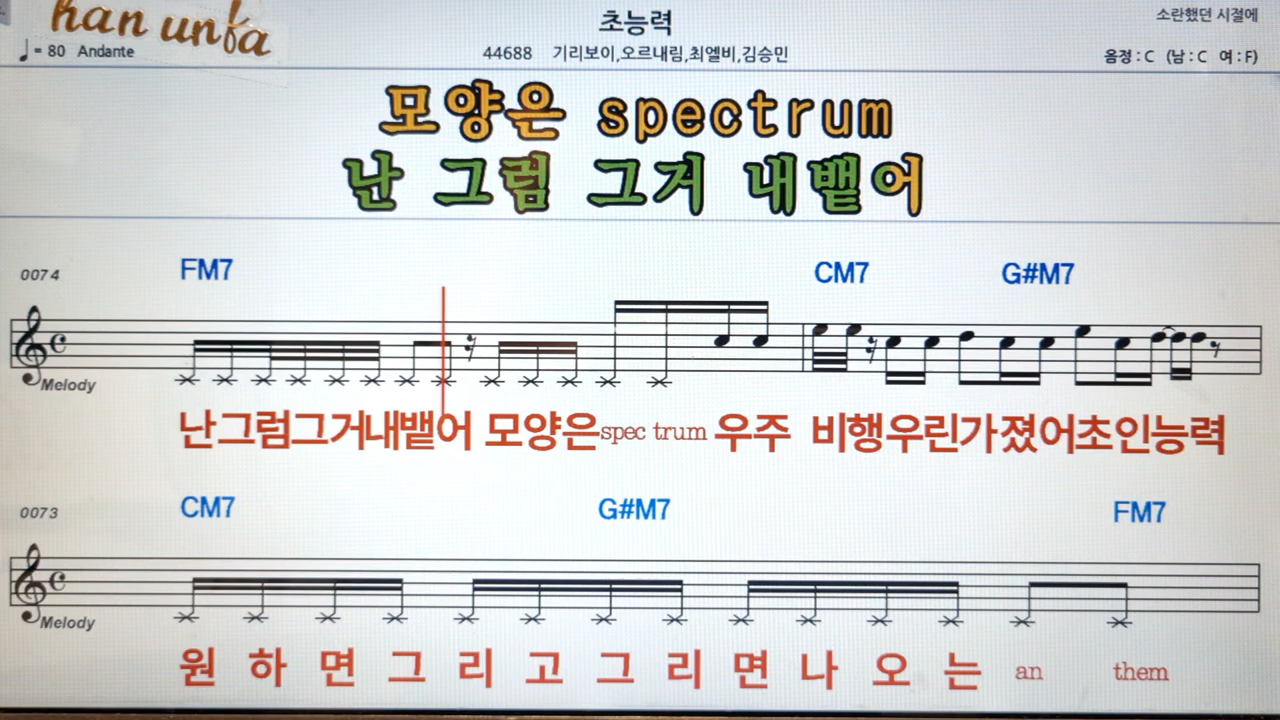 han unfa
초능력
소란했던 시절에
♩= 80 Andante
44688 기리보이,오르내림,최엘비,김승민
음정 : C (남 : C 여 : F)
모양은 spectrum
난 그럼 그거 내뱉어
0074 FM7 CM7 G#M7
Melody
난그럼그거내뱉어 모양은spec trum 우주 비행우린가졌어초인능력
0073 CM7 G#M7 FM7
Melody
원 하 면 그 리 고 그 리 면 나 오 는 an them